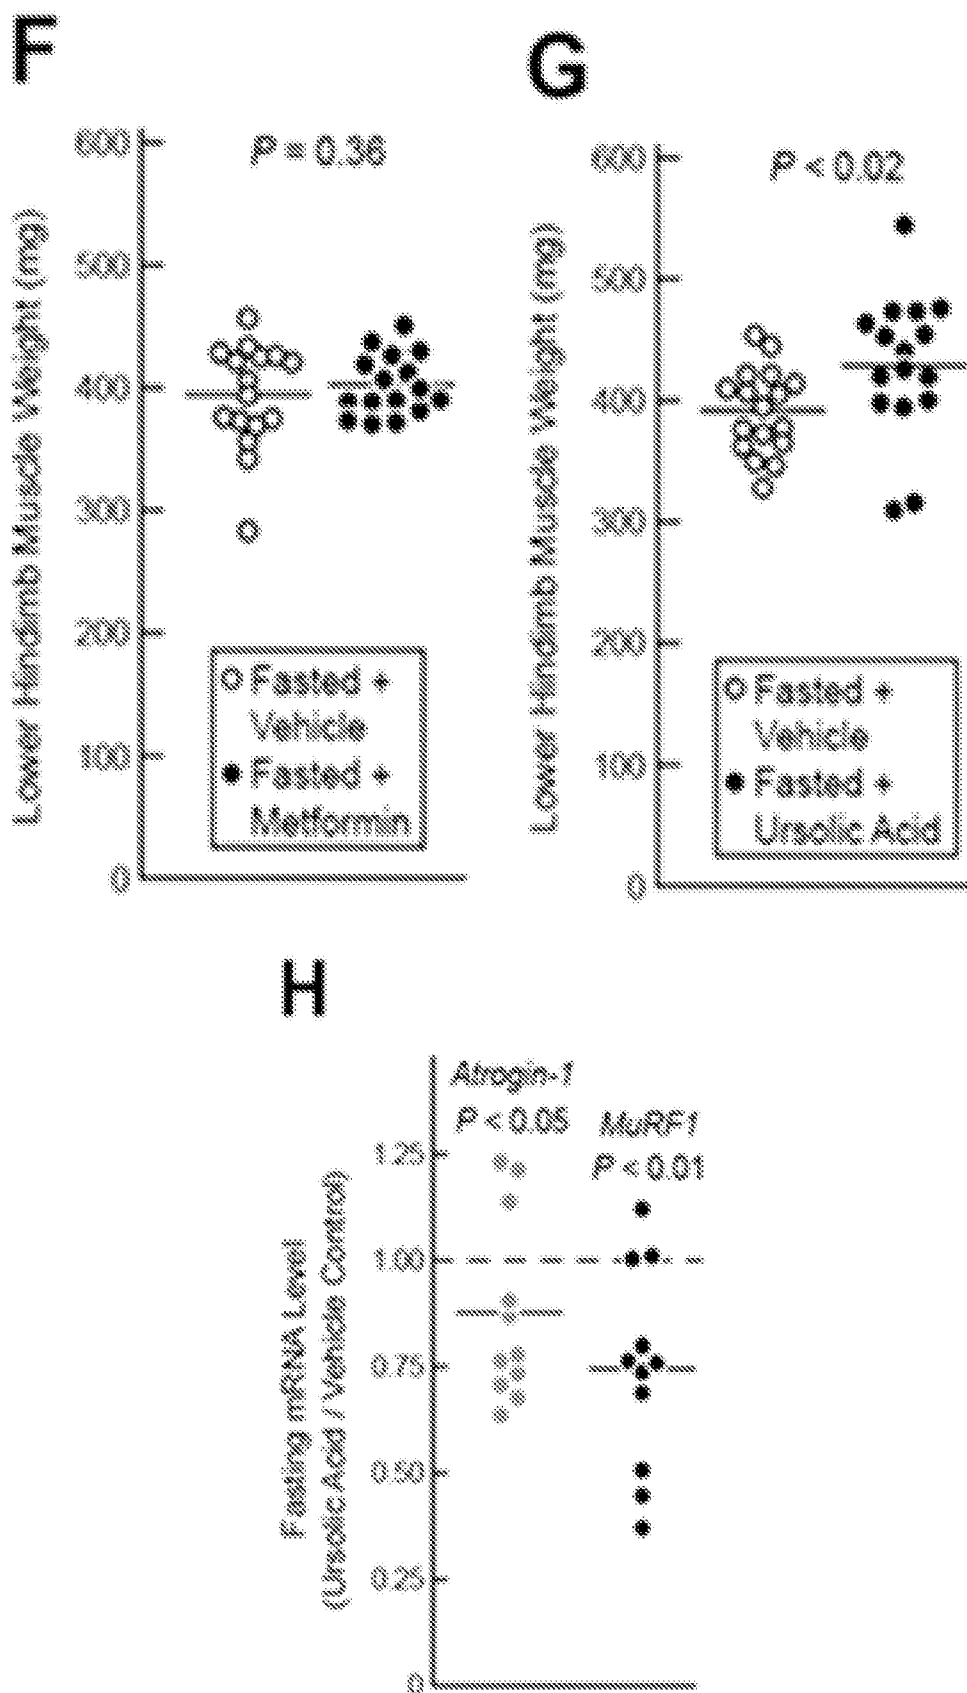 F
P = 0.36
600
500
400
300
200
100
0
Lower Hindimb Muscle Weight (mg)
Fasted +
Vehicle
Fasted +
Metformin
G
P < 0.02
600
500
400
300
200
100
0
Lower Hindimb Muscle Weight (mg)
Fasted +
Vehicle
Fasted +
Ursolic Acid
H
Atrogin-1
P < 0.05
MuRF1
P < 0.01
1.25
1.00
0.75
0.50
0.25
0
Fasting mRNA Level
(Ursolic Acid / Vehicle Control)